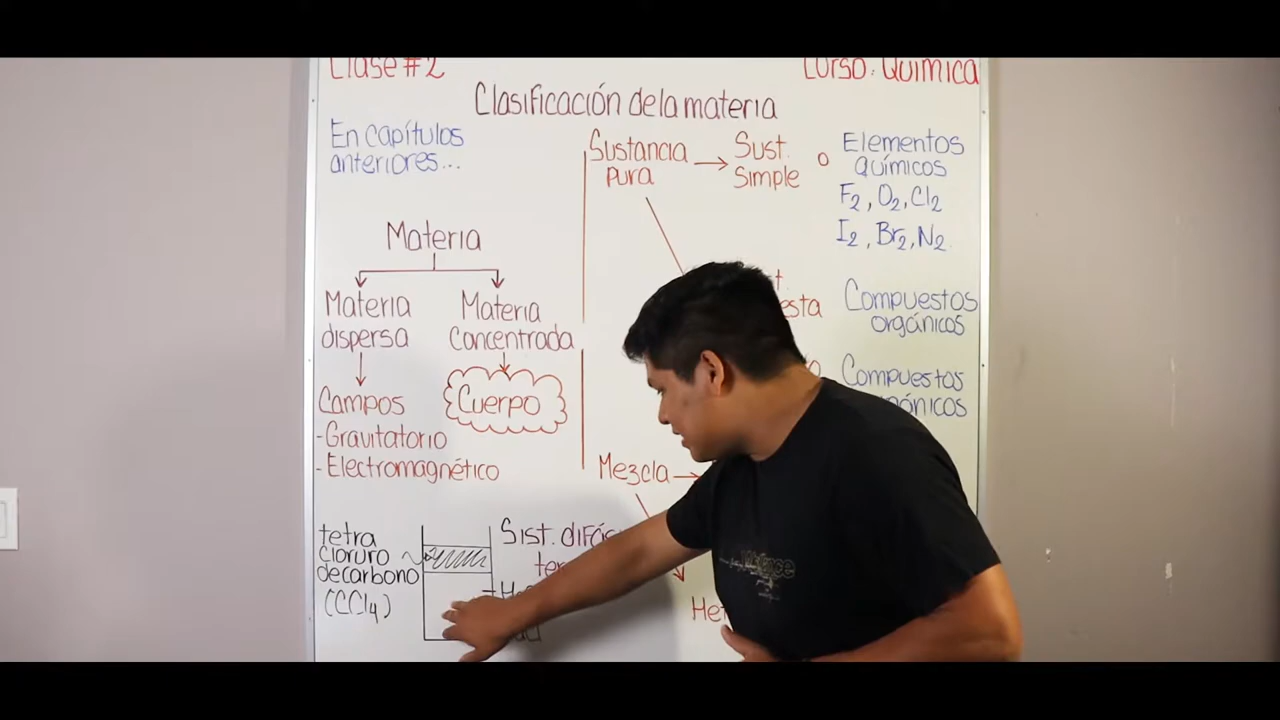 Clase #2
Curso: Química
Clasificación de la materia
En capítulos
anteriores...
Materia
Materia
dispersa
Materia
concentrada
Campos
Cuerpo
-Gravitatorio
-Electromagnético
tetra
cloruro
de carbono
(CCl4)
Sist.
Sustancia
pura
Sust.
Simple
o
Elementos
químicos
F2, O2, Cl2
I2, Br2, N2
Compuestos
orgánicos
Compuestos
Mezcla